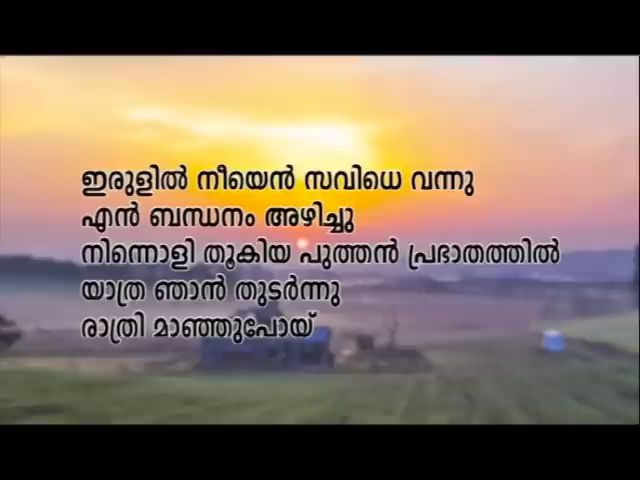 ഇരുളിൽ നീയെൻ സവിധെ വന്നു
എൻ ബന്ധനം അഴിച്ചു
നിന്നൊളി തൂകിയ പുത്തൻ പ്രഭാതത്തിൽ
യാത്ര ഞാൻ തുടർന്നു
രാത്രി മാഞ്ഞുപോയ്